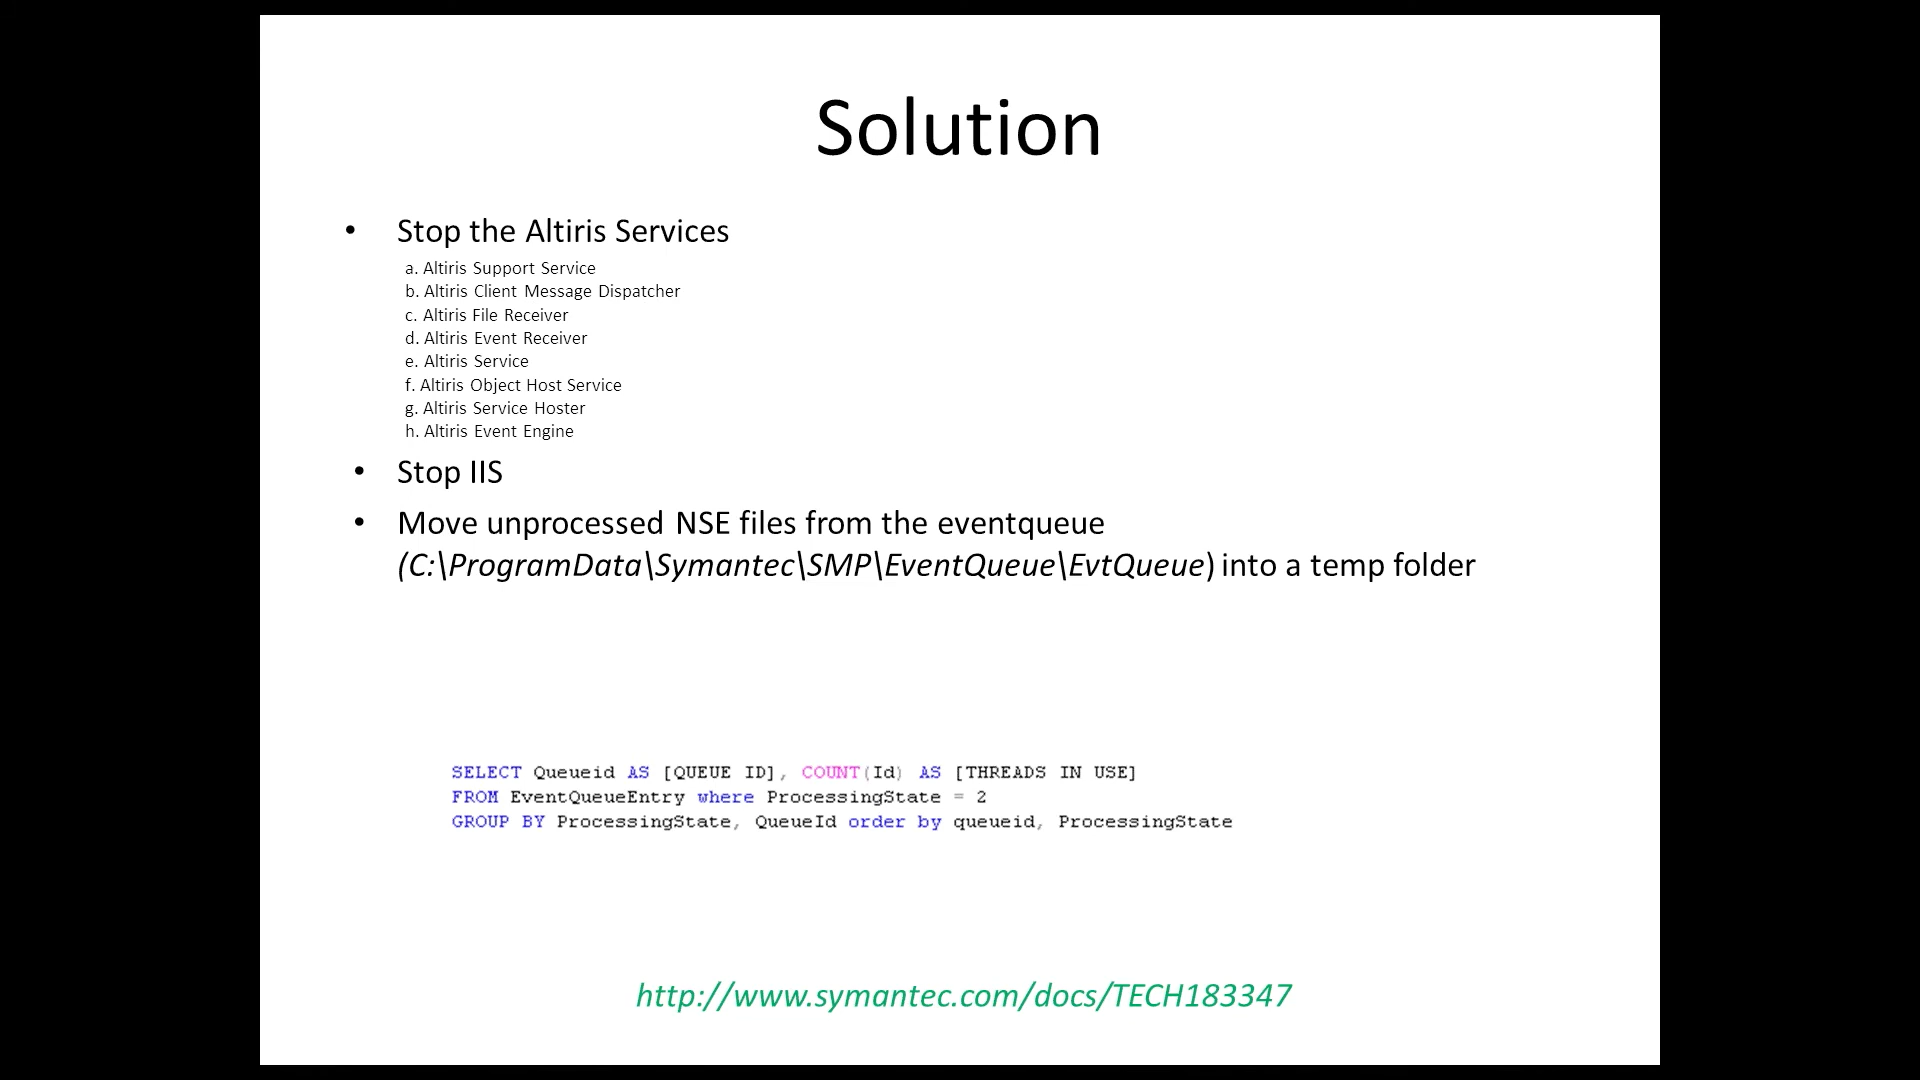 Solution
• Stop the Altiris Services
a. Altiris Support Service
b. Altiris Client Message Dispatcher
c. Altiris File Receiver
d. Altiris Event Receiver
e. Altiris Service
f. Altiris Object Host Service
g. Altiris Service Hoster
h. Altiris Event Engine
• Stop IIS
• Move unprocessed NSE files from the eventqueue
(C:\ProgramData\Symantec\SMP\EventQueue\EvtQueue) into a temp folder
SELECT Queueid AS [QUEUE ID], COUNT(Id) AS [THREADS IN USE]
FROM EventQueueEntry where ProcessingState = 2
GROUP BY ProcessingState, QueueId order by queueid, ProcessingState
http://www.symantec.com/docs/TECH183347